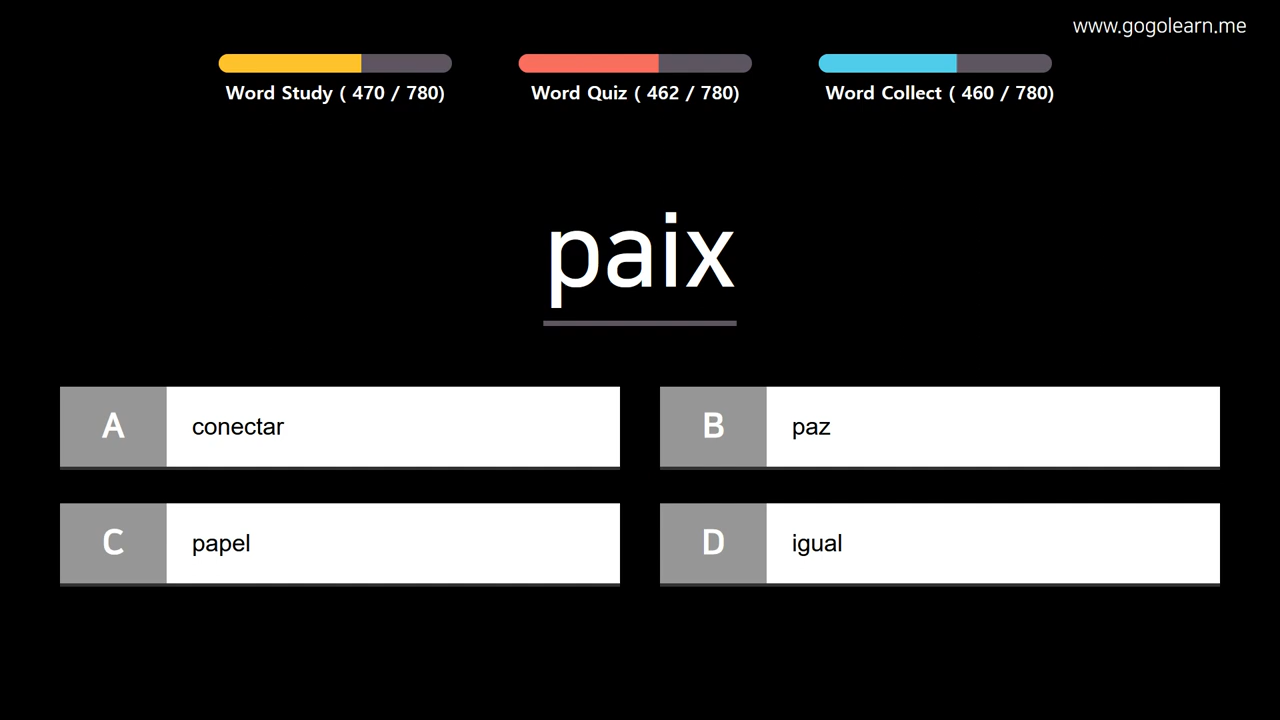 www.gogolearn.me
Word Study ( 470 / 780)
Word Quiz ( 462 / 780)
Word Collect ( 460 / 780)
paix
A conectar
B paz
C papel
D igual